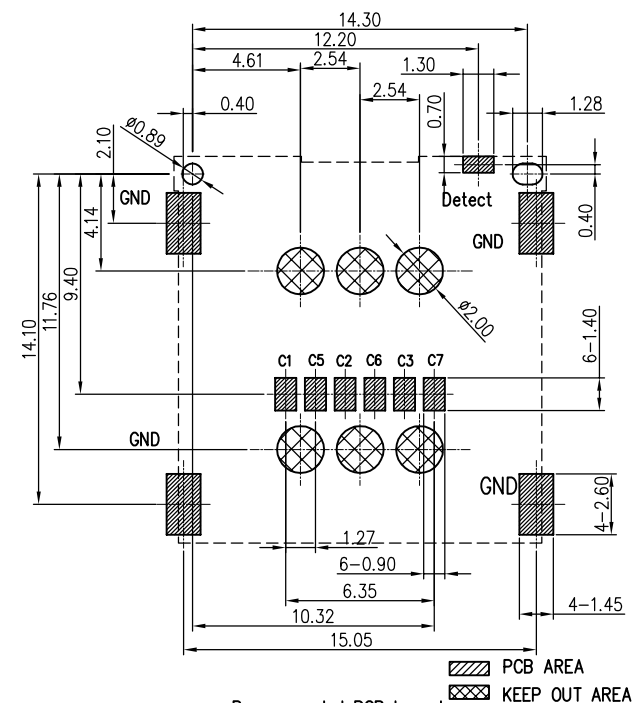 14.30
12.20
4.61
2.54
1.30
2.54
0.70
1.28
0.40
2.10
ø0.89
GND
Detect
GND
0.40
4.14
9.40
11.76
14.10
ø2.00
6-1.40
C1 C5 C2 C6 C3 C7
GND
GND
4-2.60
1.27
6-0.90
6.35
4-1.45
10.32
15.05
PCB AREA
KEEP OUT AREA